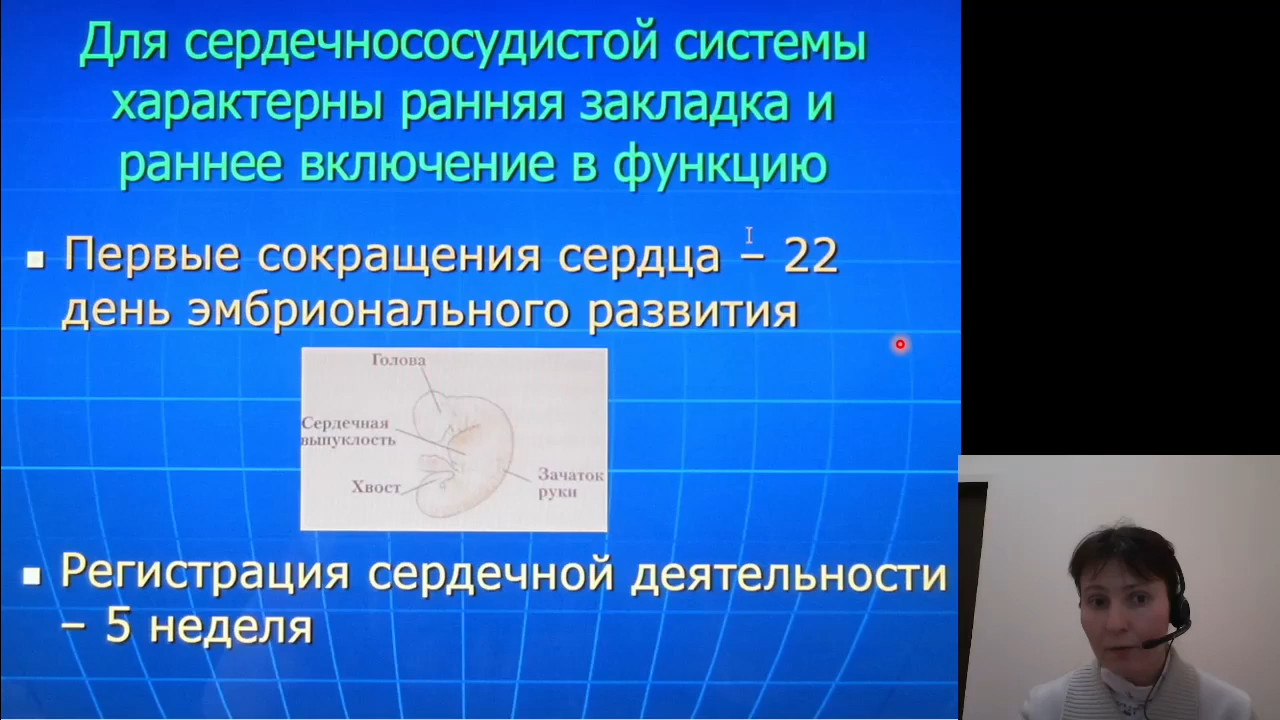 Для сердечнососудистой системы
характерны ранняя закладка и
раннее включение в функцию
Первые сокращения сердца – 22
день эмбрионального развития
Голова
Сердечная
выпуклость
Хвост
Зачаток
руки
Регистрация сердечной деятельности
– 5 неделя